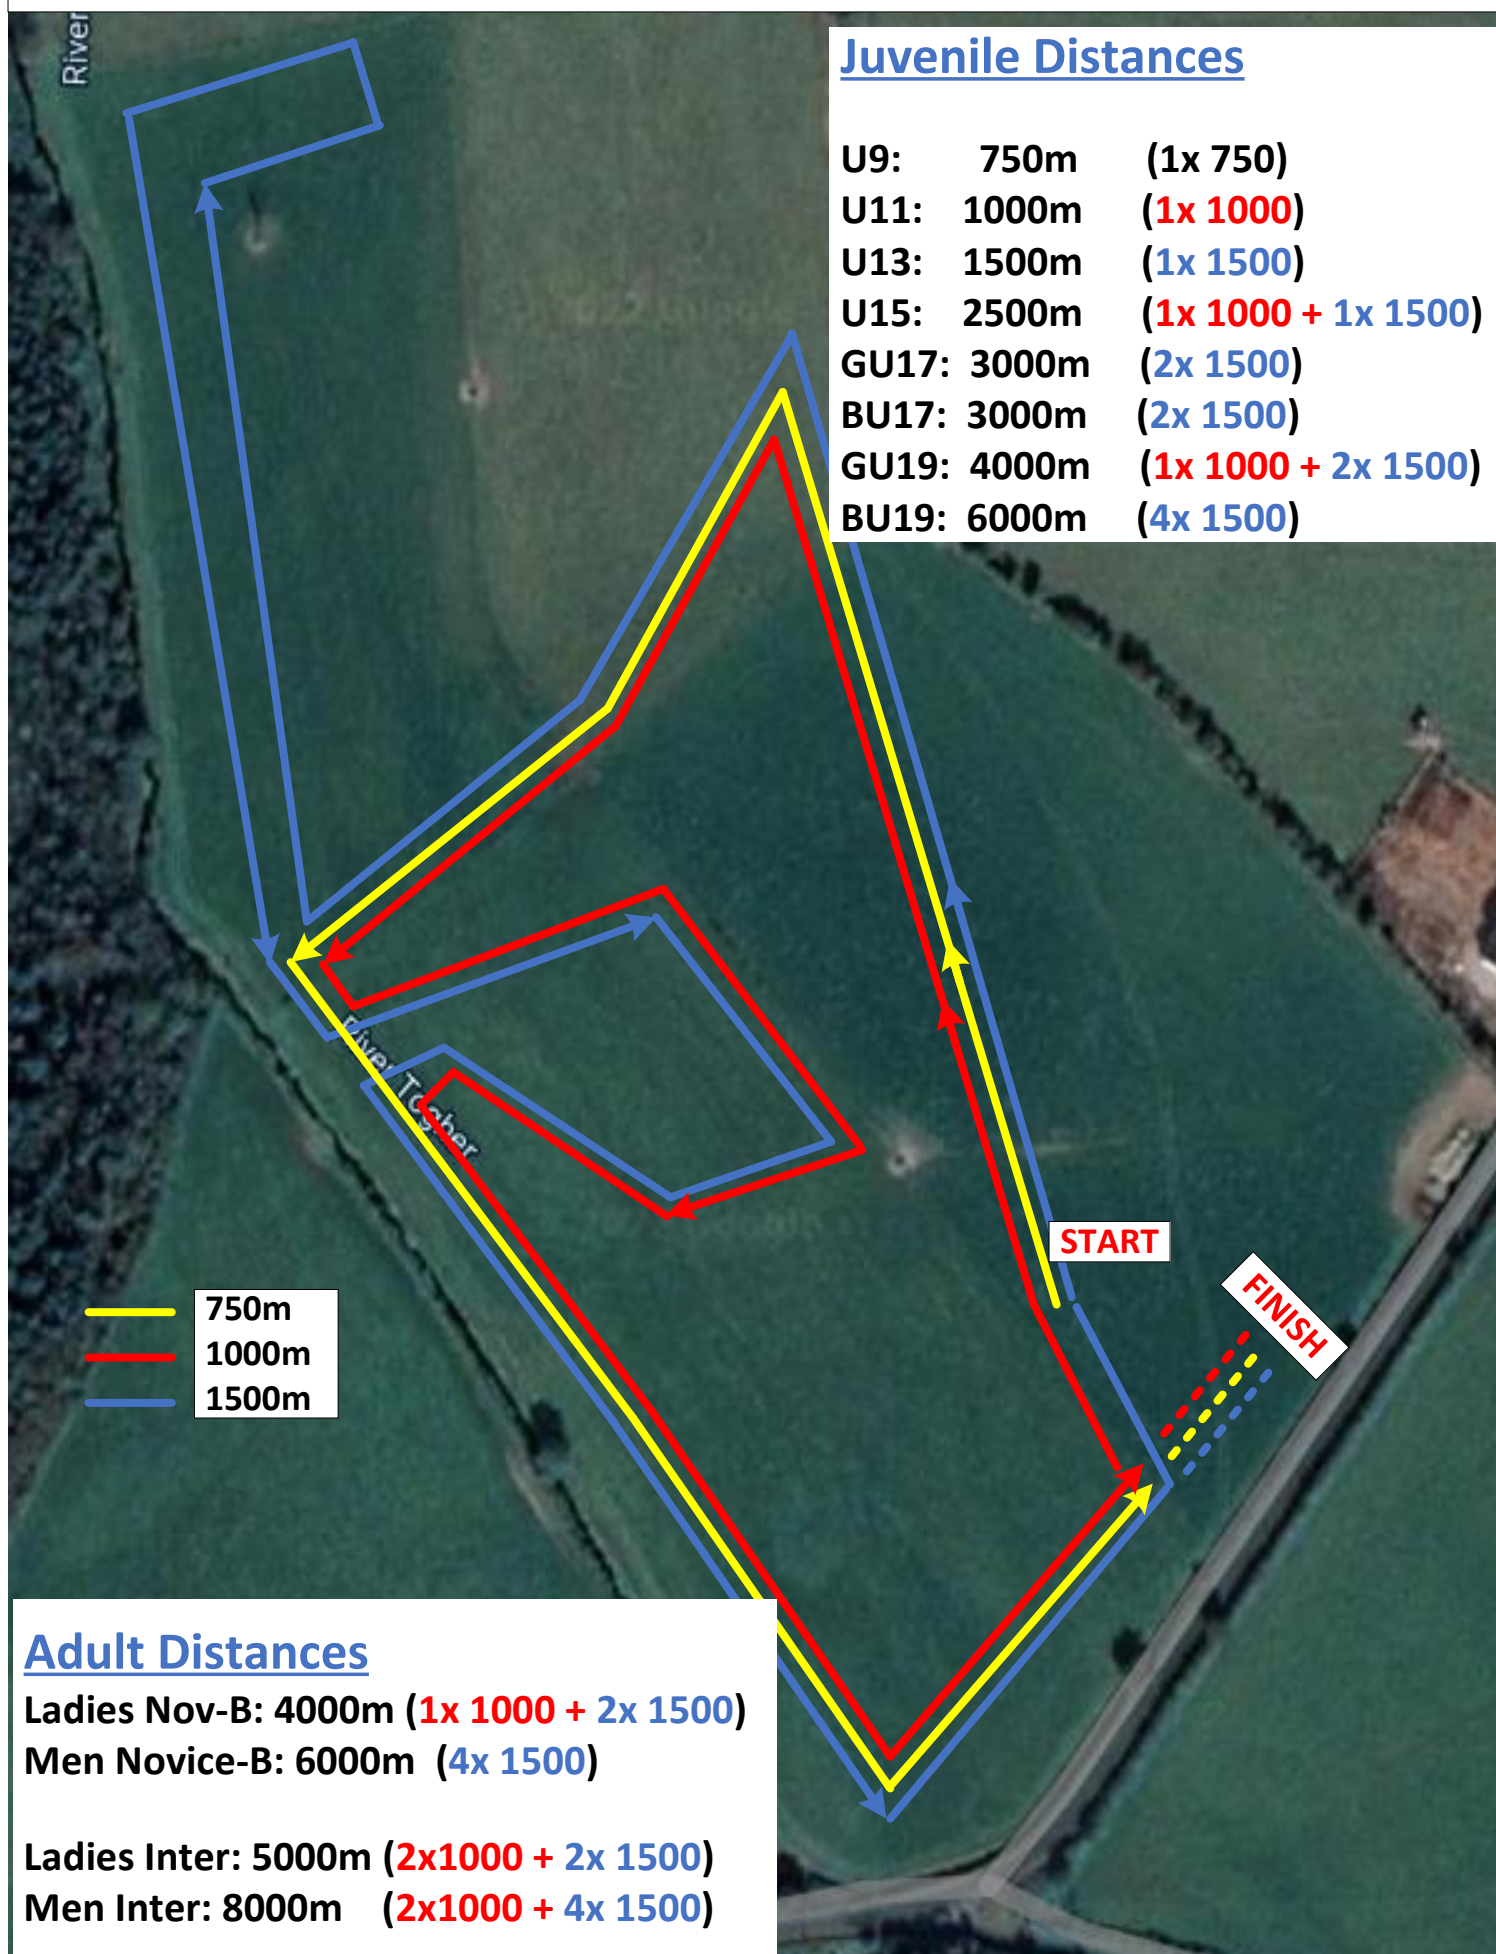 River
Juvenile Distances
U9: 750m (1x 750)
U11: 1000m (1x 1000)
U13: 1500m (1x 1500)
U15: 2500m (1x 1000 + 1x 1500)
GU17: 3000m (2x 1500)
BU17: 3000m (2x 1500)
GU19: 4000m (1x 1000 + 2x 1500)
BU19: 6000m (4x 1500)
River Togher
START
FINISH
750m
1000m
1500m
Adult Distances
Ladies Nov-B: 4000m (1x 1000 + 2x 1500)
Men Novice-B: 6000m (4x 1500)
Ladies Inter: 5000m (2x1000 + 2x 1500)
Men Inter: 8000m (2x1000 + 4x 1500)